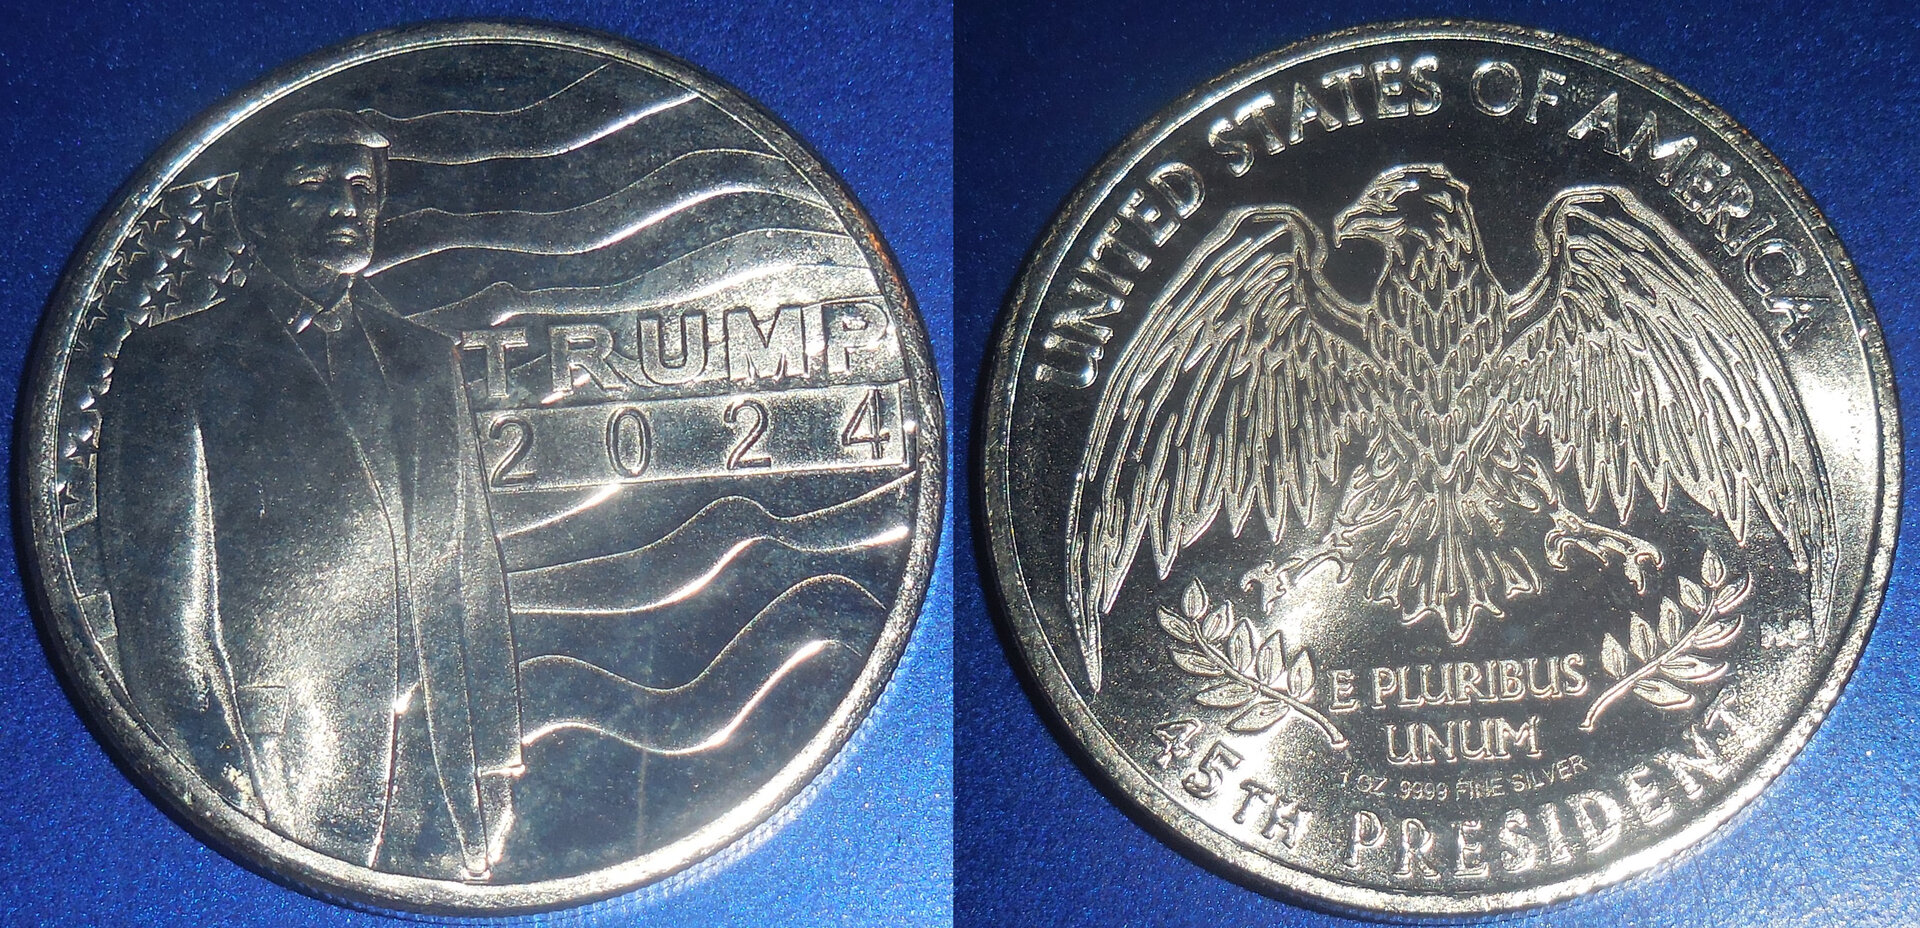 TRUMP
2024
UNITED STATES OF AMERICA
E PLURIBUS
UNUM
1 OZ .9999 FINE SILVER
45TH PRESIDENT